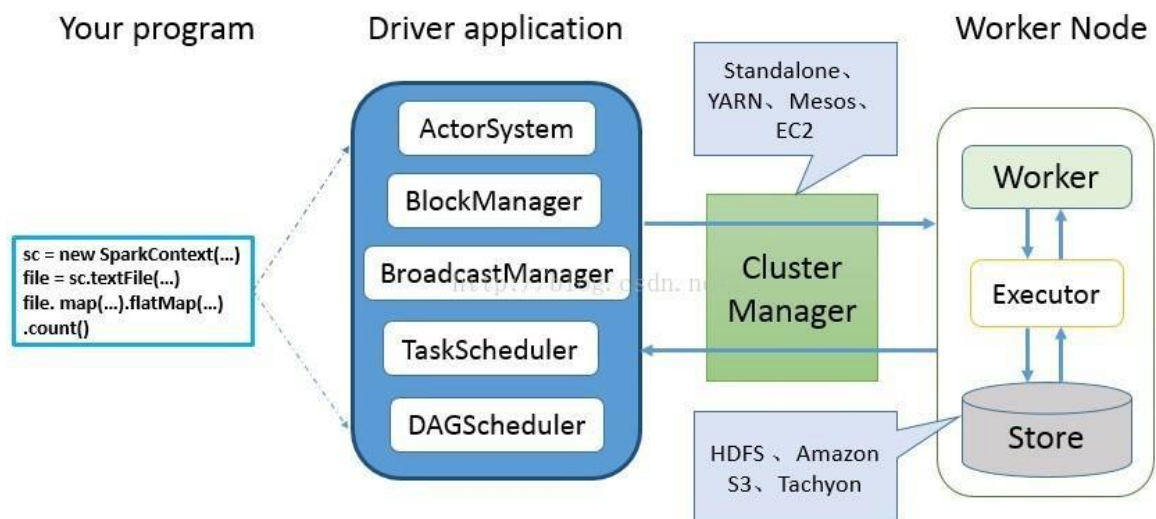 Your program
Driver application
Worker Node
sc = new SparkContext(...)
file = sc.textFile(...)
file. map(...).flatMap(...)
.count()
ActorSystem
BlockManager
BroadcastManager
TaskScheduler
DAGScheduler
Standalone、
YARN、Mesos、
EC2
Cluster
Manager
Worker
Executor
Store
HDFS 、Amazon
S3、Tachyon